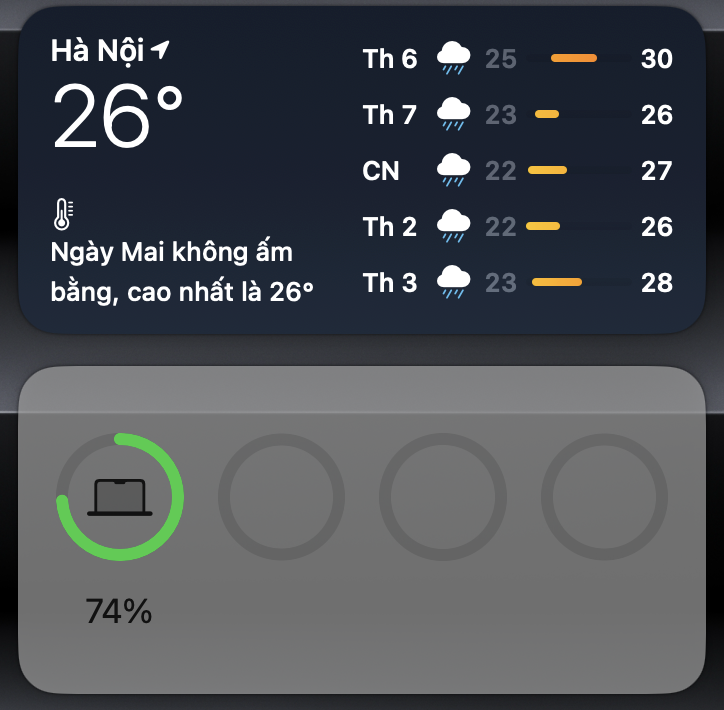 Hà Nội
26°
Ngày Mai không ấm
bằng, cao nhất là 26°
Th 6 25 30
Th 7 23 26
CN 22 27
Th 2 22 26
Th 3 23 28
74%